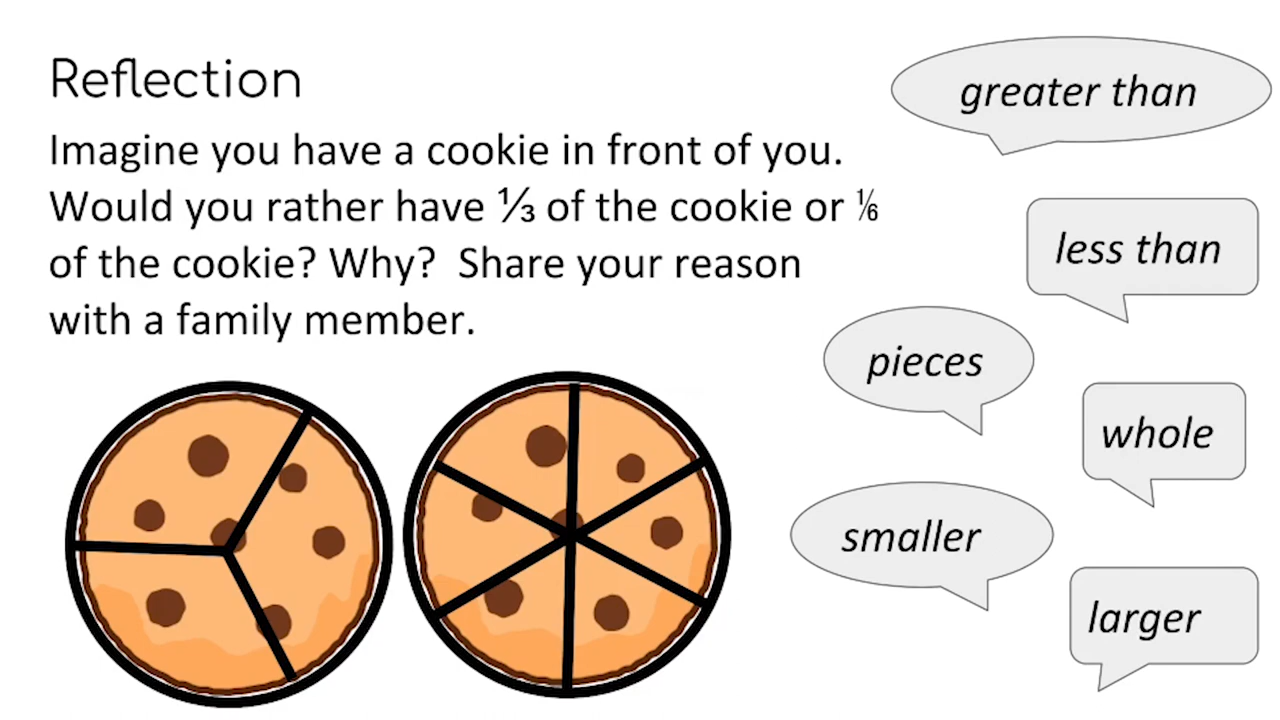 Reflection
Imagine you have a cookie in front of you.
Would you rather have ⅓ of the cookie or ⅙
of the cookie? Why?  Share your reason
with a family member.
greater than
less than
pieces
whole
smaller
larger